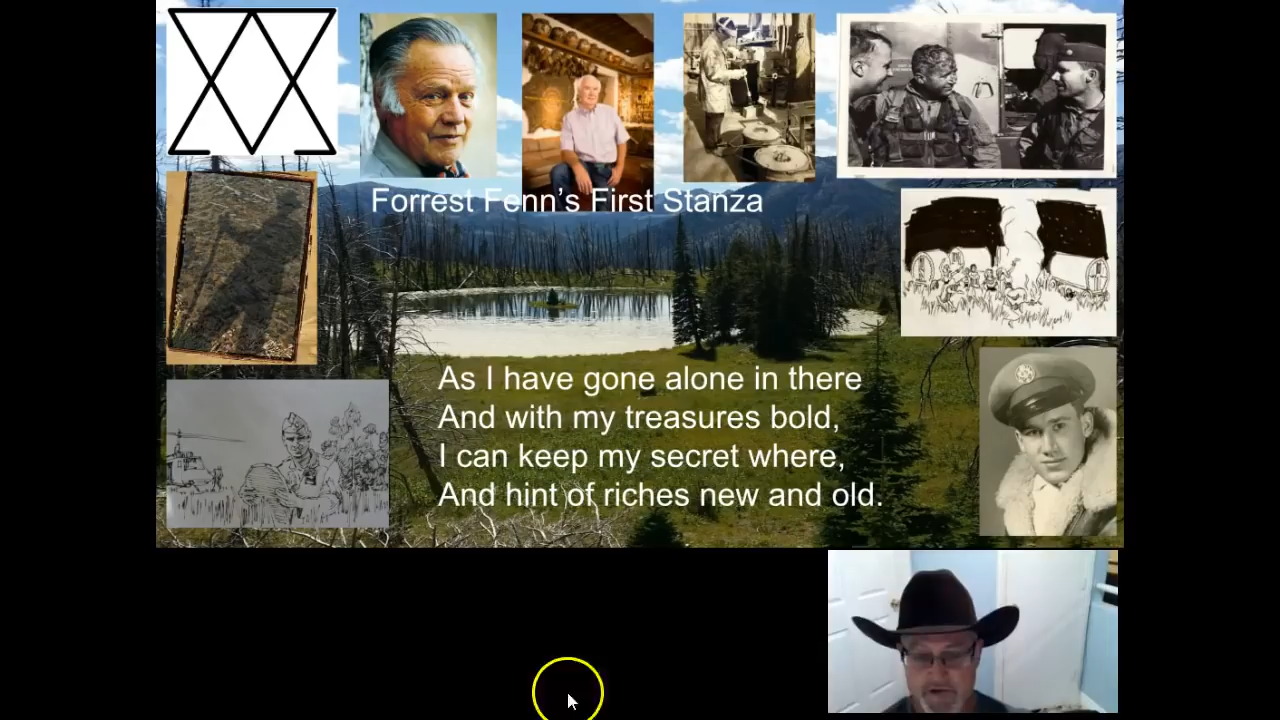 Forrest Fenn's First Stanza
As I have gone alone in there
And with my treasures bold,
I can keep my secret where,
And hint of riches new and old.